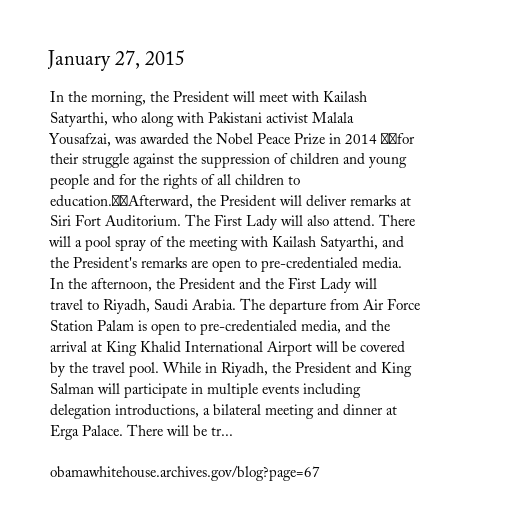 January 27, 2015
In the morning, the President will meet with Kailash
Satyarthi, who along with Pakistani activist Malala
Yousafzai, was awarded the Nobel Peace Prize in 2014 for
their struggle against the suppression of children and young
people and for the rights of all children to
education.Afterward, the President will deliver remarks at
Siri Fort Auditorium. The First Lady will also attend. There
will a pool spray of the meeting with Kailash Satyarthi, and
the President's remarks are open to pre-credentialed media.
In the afternoon, the President and the First Lady will
travel to Riyadh, Saudi Arabia. The departure from Air Force
Station Palam is open to pre-credentialed media, and the
arrival at King Khalid International Airport will be covered
by the travel pool. While in Riyadh, the President and King
Salman will participate in multiple events including
delegation introductions, a bilateral meeting and dinner at
Erga Palace. There will be tr...
obamawhitehouse.archives.gov/blog?page=67